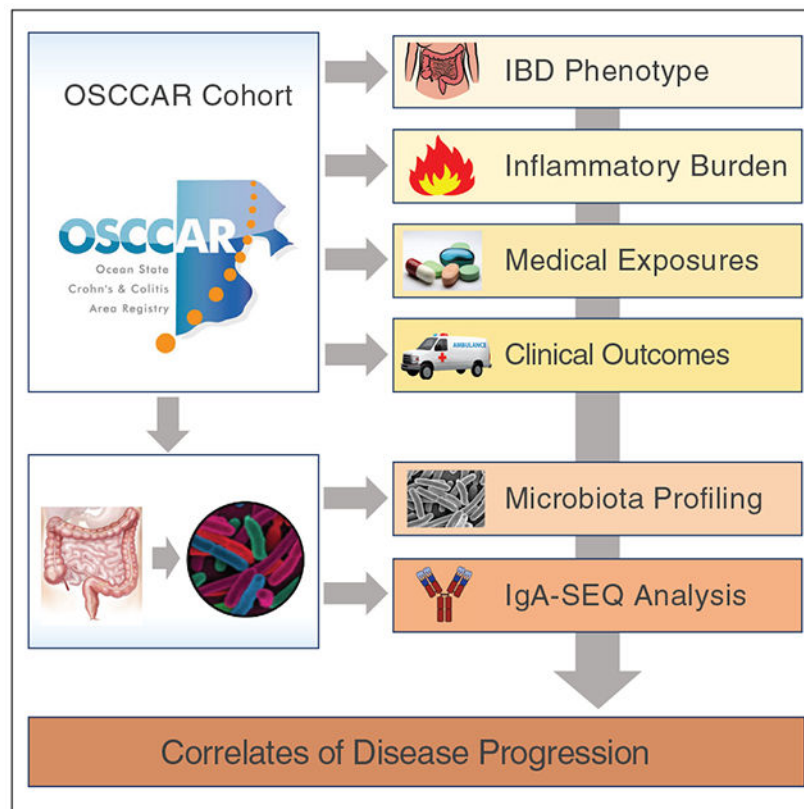 OSCCAR Cohort
OSCCAR
Ocean State
Crohn's & Colitis
Area Registry
IBD Phenotype
Inflammatory Burden
Medical Exposures
AMBULANCE
Clinical Outcomes
Microbiota Profiling
IgA-SEQ Analysis
Correlates of Disease Progression